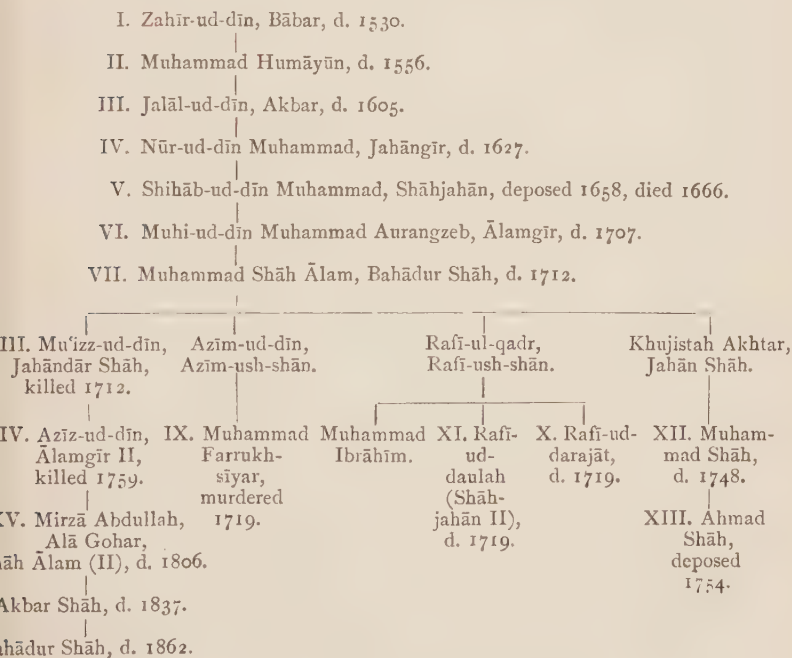 I. Zahīr-ud-dīn, Bābar, d. 1530.
II. Muhammad Humāyūn, d. 1556.
III. Jalāl-ud-dīn, Akbar, d. 1605.
IV. Nūr-ud-dīn Muhammad, Jahāngīr, d. 1627.
V. Shihāb-ud-dīn Muhammad, Shāhjahān, deposed 1658, died 1666.
VI. Muhi-ud-dīn Muhammad Aurangzeb, Ālamgīr, d. 1707.
VII. Muhammad Shāh Ālam, Bahādur Shāh, d. 1712.
III. Mu‘izz-ud-dīn, Azīm-ud-dīn, Rafī-ul-qadr, Khujistah Akhtar,
Jahāndār Shāh, Azīm-ush-shān. Rafī-ush-shān. Jahān Shāh.
killed 1712.
IV. Azīz-ud-dīn, IX. Muhammad Muhammad XI. Rafī- X. Rafī-ud- XII. Muham-
Ālamgīr II, Farrukh- Ibrāhīm. ud- darajāt, mad Shāh,
killed 1759. sīyar, daulah d. 1719. d. 1748.
murdered (Shāh-
XV. Mirzā Abdullah, 1719. jahān II), XIII. Ahmad
Alā Gohar, d. 1719. Shāh,
āh Ālam (II), d. 1806. deposed
1754.
Akbar Shāh, d. 1837.
ahādur Shāh, d. 1862.